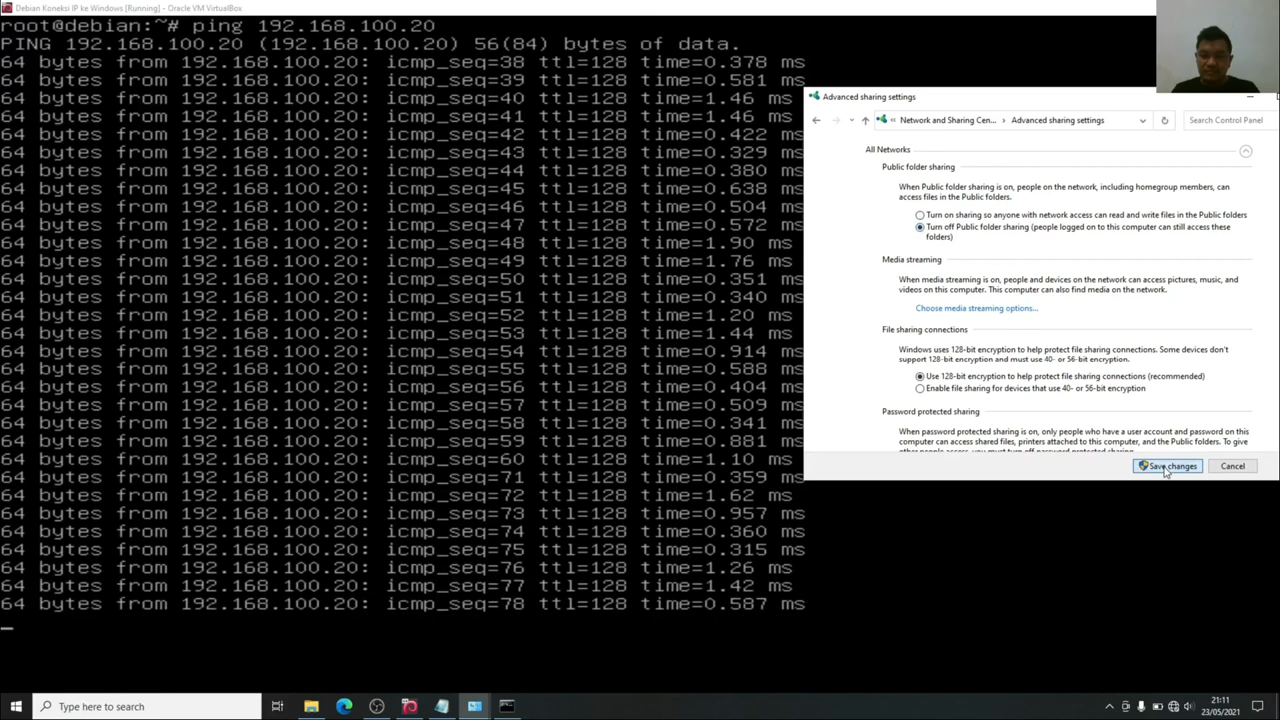 Debian Koneksi IP ke Windows [Running] - Oracle VM VirtualBox
root@debian:~# ping 192.168.100.20
PING 192.168.100.20 (192.168.100.20) 56(84) bytes of data.
64 bytes from 192.168.100.20: icmp_seq=38 ttl=128 time=0.378 ms
64 bytes from 192.168.100.20: icmp_seq=39 ttl=128 time=0.581 ms
64 bytes from 192.168.100.20: icmp_seq=40 ttl=128 time=1.46 ms
64 bytes from 192.168.100.20: icmp_seq=41 ttl=128 time=1.46 ms
64 bytes from 192.168.100.20: icmp_seq=42 ttl=128 time=0.422 ms
64 bytes from 192.168.100.20: icmp_seq=43 ttl=128 time=0.329 ms
64 bytes from 192.168.100.20: icmp_seq=44 ttl=128 time=0.380 ms
64 bytes from 192.168.100.20: icmp_seq=45 ttl=128 time=0.638 ms
64 bytes from 192.168.100.20: icmp_seq=46 ttl=128 time=0.504 ms
64 bytes from 192.168.100.20: icmp_seq=47 ttl=128 time=0.572 ms
64 bytes from 192.168.100.20: icmp_seq=48 ttl=128 time=1.90 ms
64 bytes from 192.168.100.20: icmp_seq=49 ttl=128 time=1.76 ms
64 bytes from 192.168.100.20: icmp_seq=50 ttl=128 time=0.351 ms
64 bytes from 192.168.100.20: icmp_seq=51 ttl=128 time=0.340 ms
64 bytes from 192.168.100.20: icmp_seq=52 ttl=128 time=1.20 ms
64 bytes from 192.168.100.20: icmp_seq=53 ttl=128 time=1.44 ms
64 bytes from 192.168.100.20: icmp_seq=54 ttl=128 time=0.914 ms
64 bytes from 192.168.100.20: icmp_seq=55 ttl=128 time=0.588 ms
64 bytes from 192.168.100.20: icmp_seq=56 ttl=128 time=0.404 ms
64 bytes from 192.168.100.20: icmp_seq=57 ttl=128 time=0.509 ms
64 bytes from 192.168.100.20: icmp_seq=58 ttl=128 time=0.341 ms
64 bytes from 192.168.100.20: icmp_seq=59 ttl=128 time=0.881 ms
64 bytes from 192.168.100.20: icmp_seq=60 ttl=128 time=1.10 ms
64 bytes from 192.168.100.20: icmp_seq=71 ttl=128 time=0.859 ms
64 bytes from 192.168.100.20: icmp_seq=72 ttl=128 time=1.62 ms
64 bytes from 192.168.100.20: icmp_seq=73 ttl=128 time=0.957 ms
64 bytes from 192.168.100.20: icmp_seq=74 ttl=128 time=0.360 ms
64 bytes from 192.168.100.20: icmp_seq=75 ttl=128 time=0.315 ms
64 bytes from 192.168.100.20: icmp_seq=76 ttl=128 time=1.26 ms
64 bytes from 192.168.100.20: icmp_seq=77 ttl=128 time=1.42 ms
64 bytes from 192.168.100.20: icmp_seq=78 ttl=128 time=0.587 ms
Advanced sharing settings
Network and Sharing Cen... > Advanced sharing settings
Search Control Panel
All Networks
Public folder sharing
When Public folder sharing is on, people on the network, including homegroup members, can
access files in the Public folders.
Turn on sharing so anyone with network access can read and write files in the Public folders
Turn off Public folder sharing (people logged on to this computer can still access these
folders)
Media streaming
When media streaming is on, people and devices on the network can access pictures, music, and
videos on this computer. This computer can also find media on the network.
Choose media streaming options...
File sharing connections
Windows uses 128-bit encryption to help protect file sharing connections. Some devices don't
support 128-bit encryption and must use 40- or 56-bit encryption.
Use 128-bit encryption to help protect file sharing connections (recommended)
Enable file sharing for devices that use 40- or 56-bit encryption
Password protected sharing
When password protected sharing is on, only people who have a user account and password on this
computer can access shared files, printers attached to this computer, and the Public folders. To give
other people access, you must turn off password protected sharing.
Save changes
Cancel
Type here to search
21:11
23/05/2021